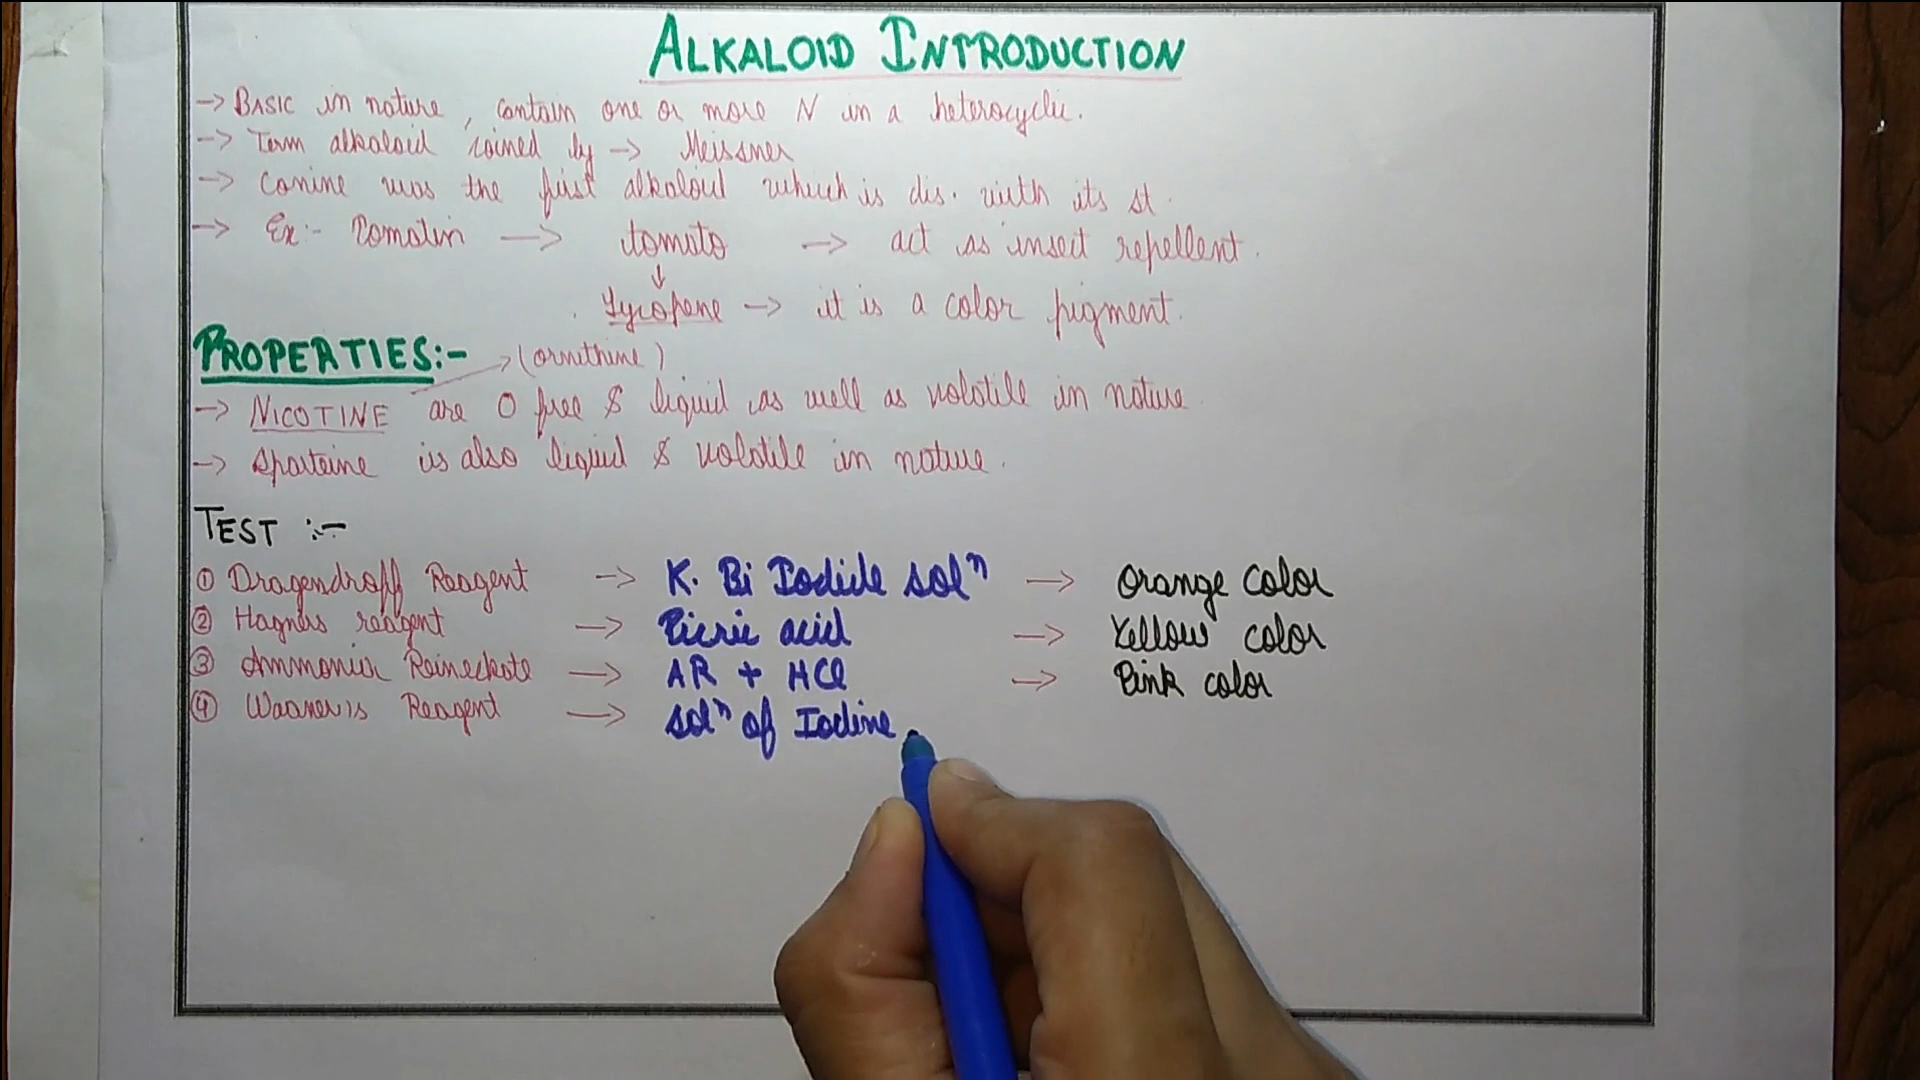 ALKALOID INTRODUCTION
→ BASIC in nature, contain one or more N in a heterocyclic.
→ Term alkaloid coined by → Meissner
→ Conine was the first alkaloid which is dis. with its st.
→ Ex:- Tomatin → tomato → act as insect repellent.
↓
Lycopene → it is a color pigment.
PROPERTIES:- → (ornithine)
→ NICOTINE are O free & liquid as well as volatile in nature
→ Sparteine is also liquid & volatile in nature.
TEST :-
① Dragendroff Reagent → K. Bi Iodide solⁿ → Orange color
② Hagners reagent → Picric acid → Yellow color
③ Ammonia Reineckate → AR + HCl → Pink color
④ Waaner's Reagent → solⁿ of Iodine